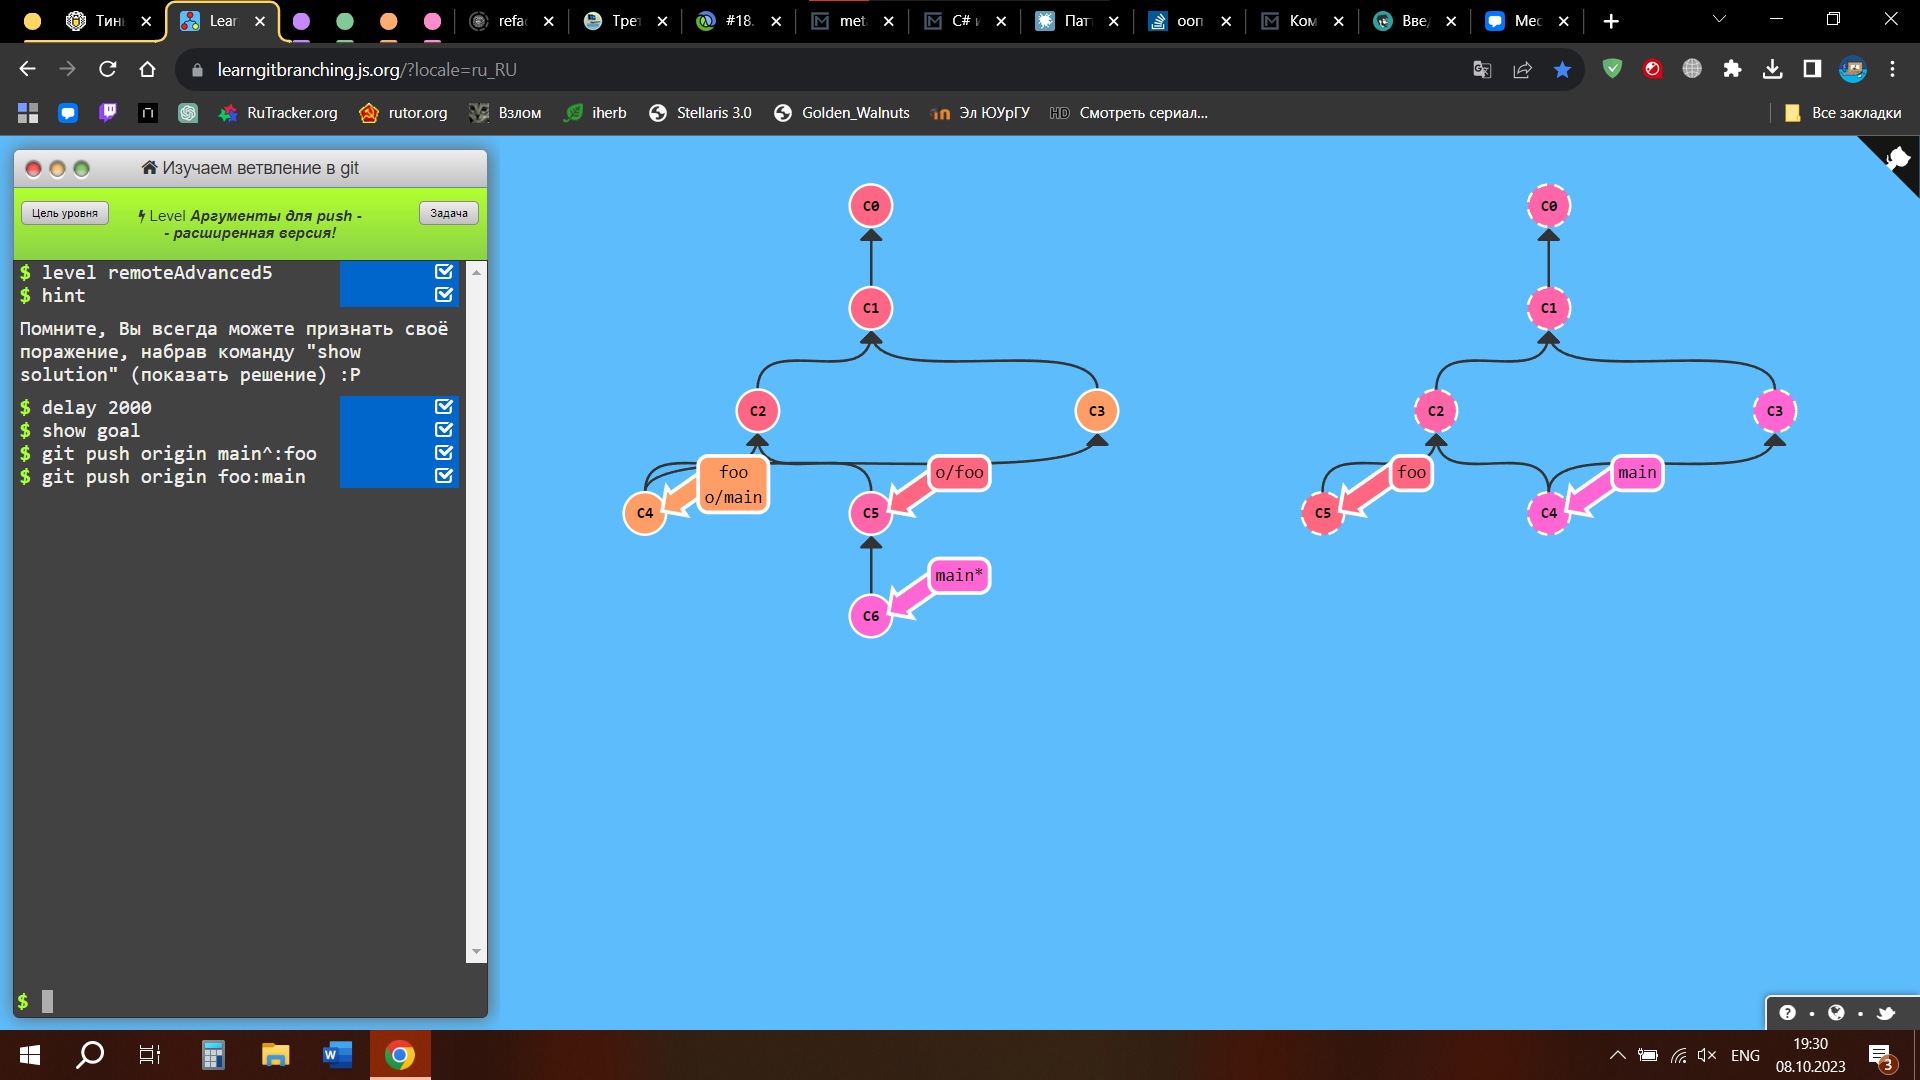 Тинь
Lear
refac
Трет
#18.
met
C# и
Патт
ооп
Ком
Вве
Мес
learngitbranching.js.org/?locale=ru_RU
RuTracker.org
rutor.org
Взлом
iherb
Stellaris 3.0
Golden_Walnuts
Эл ЮУрГУ
HD Смотреть сериал...
Все закладки
Изучаем ветвление в git
Цель уровня
Level Аргументы для push -
- расширенная версия!
Задача
$ level remoteAdvanced5
$ hint
Помните, Вы всегда можете признать своё
поражение, набрав команду "show
solution" (показать решение) :P
$ delay 2000
$ show goal
$ git push origin main^:foo
$ git push origin foo:main
$
C0
C1
C2
C3
foo
o/main
o/foo
C4
C5
main*
C6
C0
C1
C2
C3
foo
main
C5
C4
ENG
19:30
08.10.2023
3